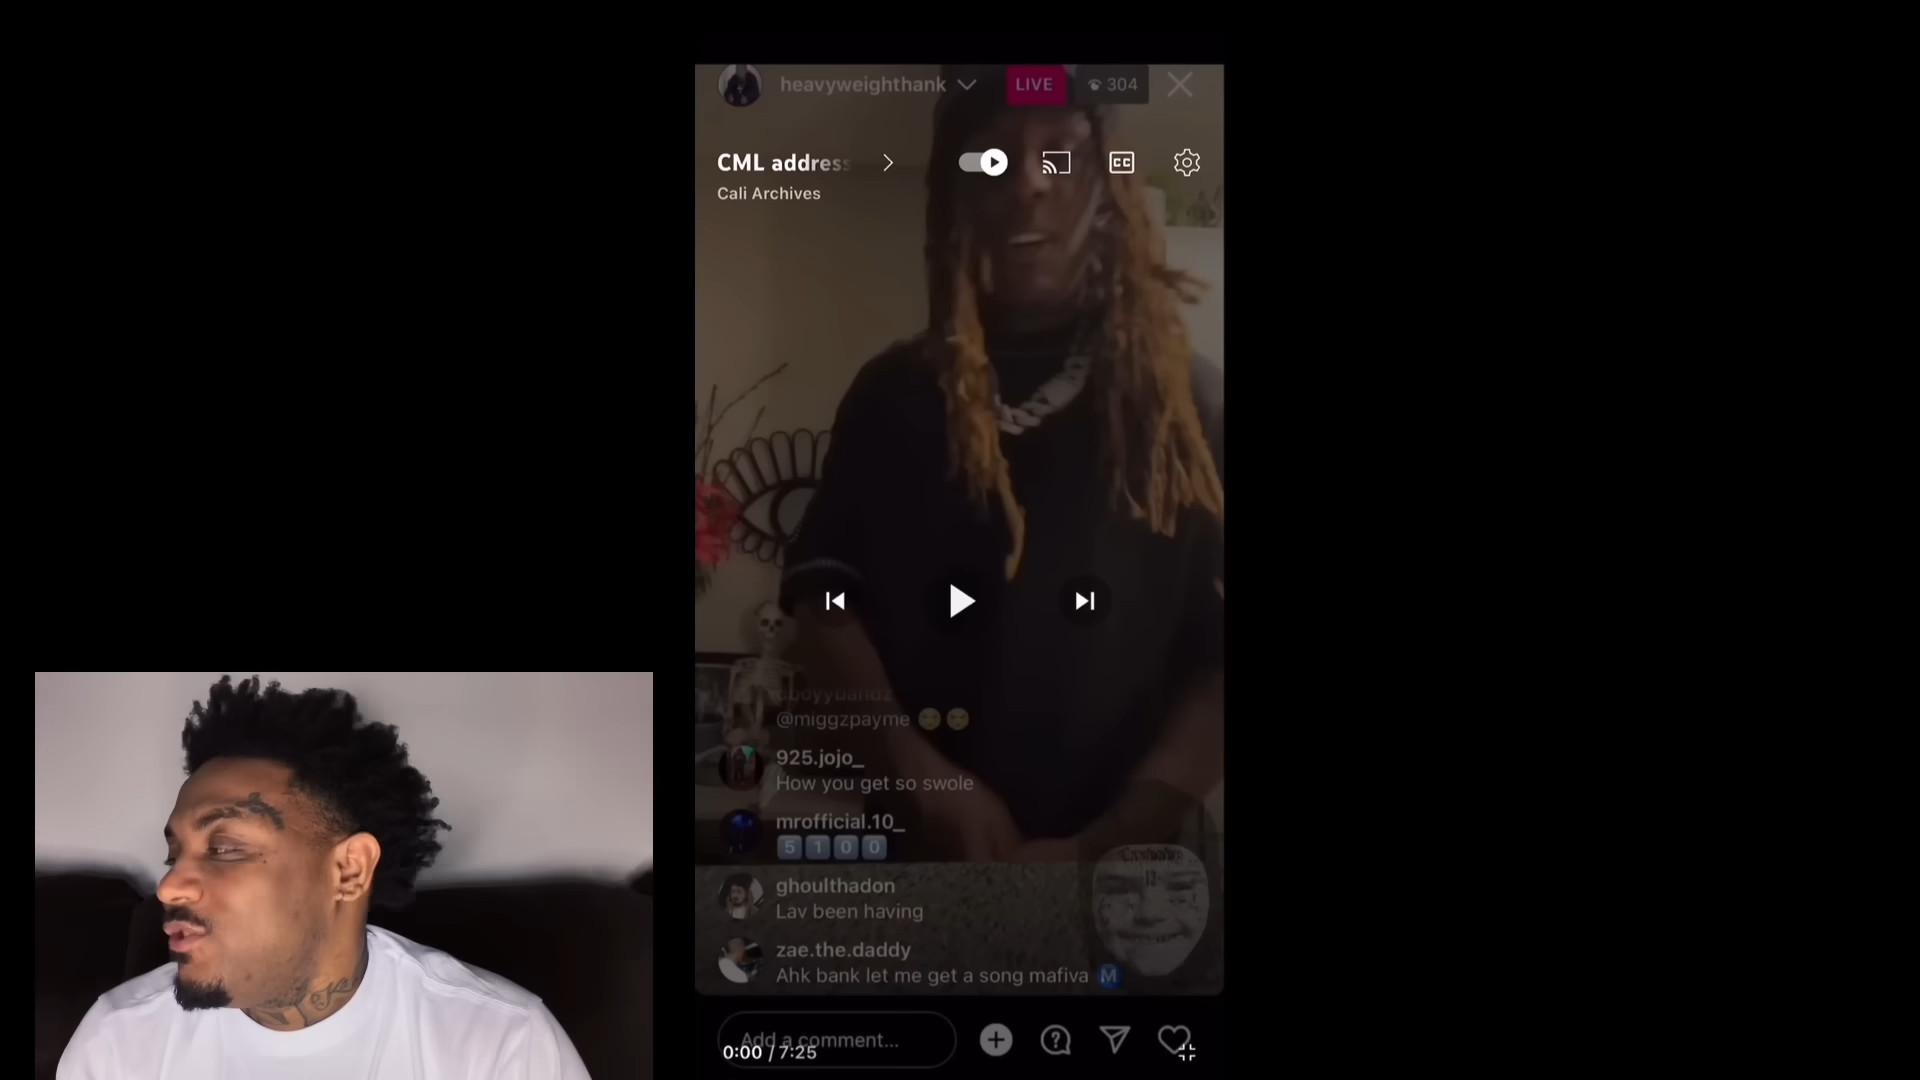 heavyweighthank
LIVE
304
CML address
Cali Archives
@miggzpayme
925.jojo_
How you get so swole
mrofficial.10_
5 1 0 0
ghoulthadon
Lav been having
zae.the.daddy
Ahk bank let me get a song mafiva M
Add a comment...
0:00 / 7:25